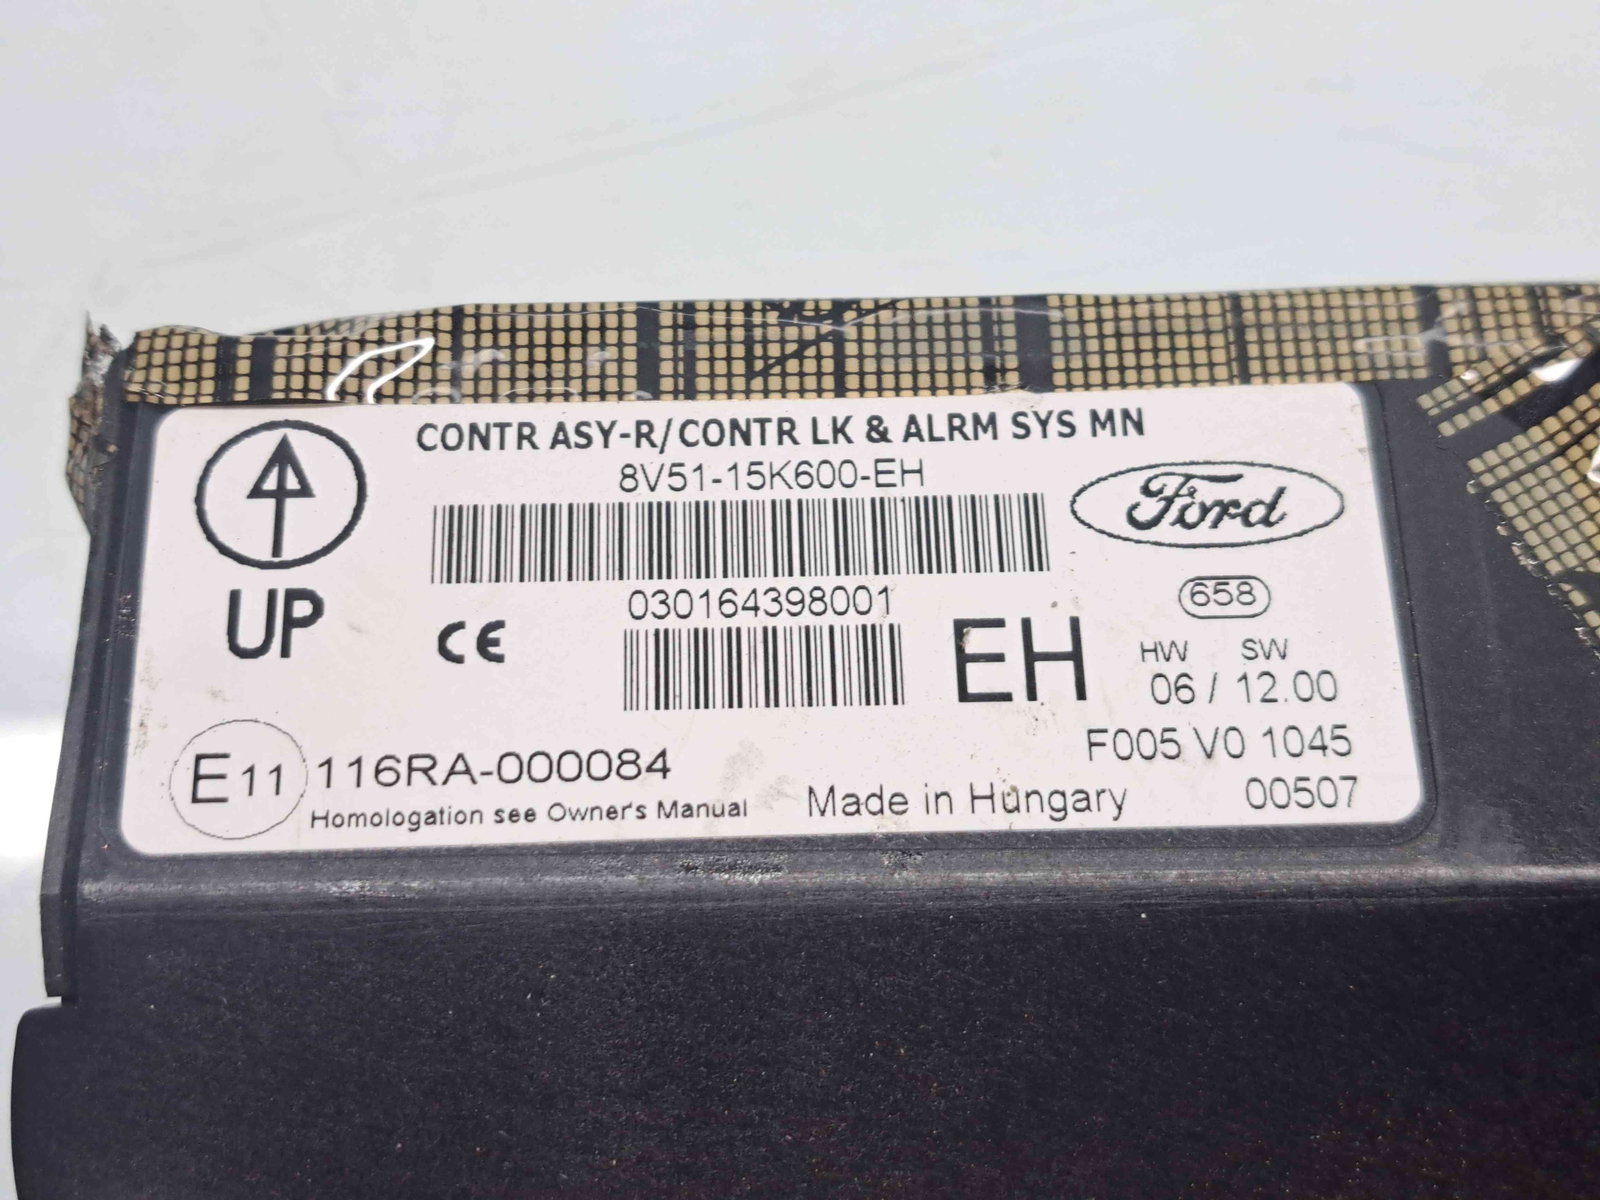 CONTR ASY-R/CONTR LK & ALRM SYS MN
8V51-15K600-EH
Ford
UP
CE
030164398001
EH
658
HW SW
06 / 12.00
F005 V0 1045
00507
E11 116RA-000084
Homologation see Owner's Manual
Made in Hungary